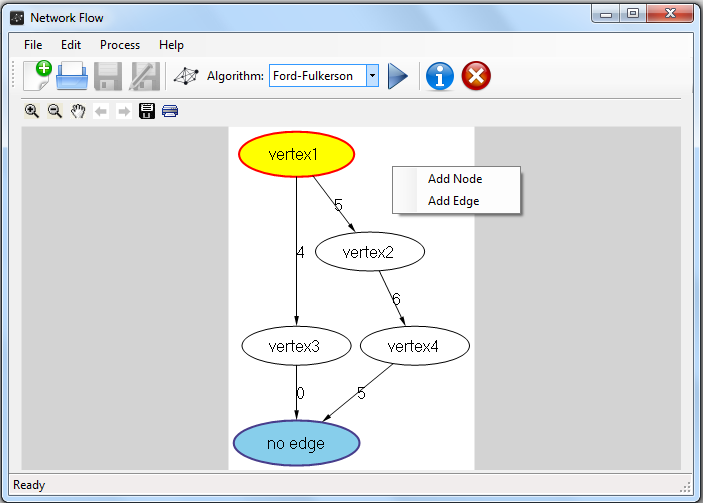 Network Flow
File Edit Process Help
Algorithm: Ford-Fulkerson
vertex1
Add Node
Add Edge
5
4
vertex2
6
vertex3
vertex4
0
5
no edge
Ready